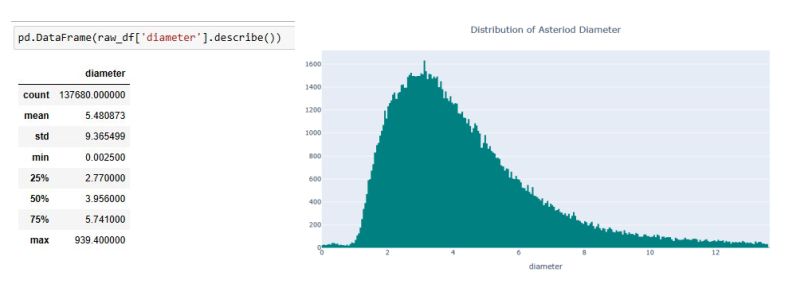 pd.DataFrame(raw_df['diameter'].describe())
diameter
count 137680.000000
mean 5.480873
std 9.365499
min 0.002500
25% 2.770000
50% 3.956000
75% 5.741000
max 939.400000
Distribution of Asteriod Diameter
1600
1400
1200
1000
800
600
400
200
0
0 2 4 6 8 10 12
diameter